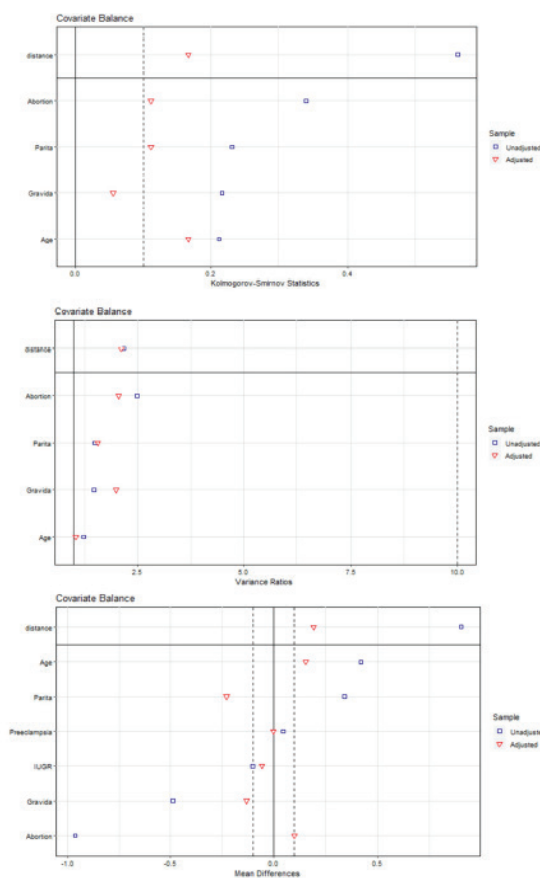 Covariate Balance
distance
Abortion
Parita
Gravida
Age
0.0 0.2 0.4
Kolmogorov-Smirnov Statistics
Sample
Unadjusted
Adjusted
Covariate Balance
distance
Abortion
Parita
Gravida
Age
2.5 5.0 7.5 10.0
Variance Ratios
Sample
Unadjusted
Adjusted
Covariate Balance
distance
Age
Parita
Preeclampsia
IUGR
Gravida
Abortion
-1.0 -0.5 0.0 0.5
Mean Differences
Sample
Unadjusted
Adjusted